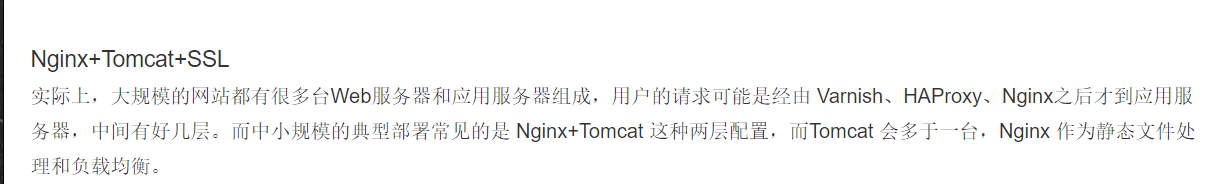 Nginx+Tomcat+SSL
实际上，大规模的网站都有很多台Web服务器和应用服务器组成，用户的请求可能是经由 Varnish、HAProxy、Nginx之后才到应用服
务器，中间有好几层。而中小规模的典型部署常见的是 Nginx+Tomcat 这种两层配置，而Tomcat 会多于一台，Nginx 作为静态文件处
理和负载均衡。